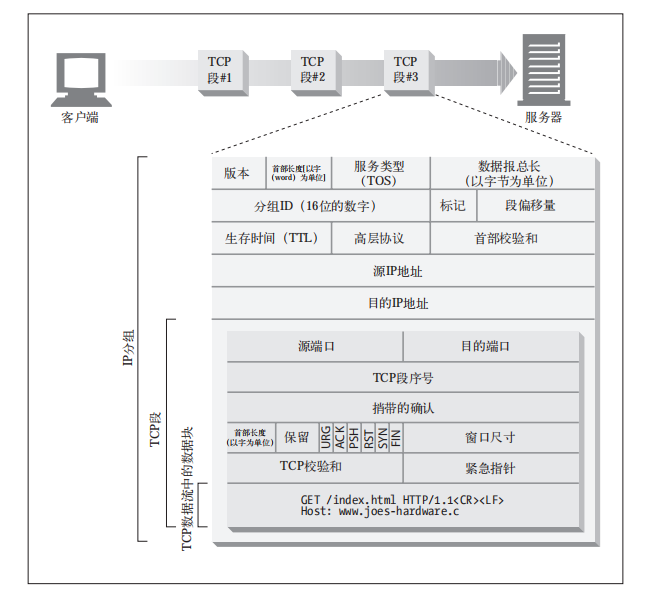 TCP
段#1
TCP
段#2
TCP
段#3
客户端
服务器
版本
首部长度[以字
(word) 为单位]
服务类型
(TOS)
数据报总长
(以字节为单位)
分组ID (16位的数字)
标记
段偏移量
生存时间 (TTL)
高层协议
首部校验和
源IP地址
目的IP地址
源端口
目的端口
TCP段序号
捎带的确认
首部长度
(以字为单位)
保留
URG
ACK
PSH
RST
SYN
FIN
窗口尺寸
TCP校验和
紧急指针
GET /index.html HTTP/1.1<CR><LF>
Host: www.joes-hardware.c
IP分组
TCP段
TCP数据流中的数据块